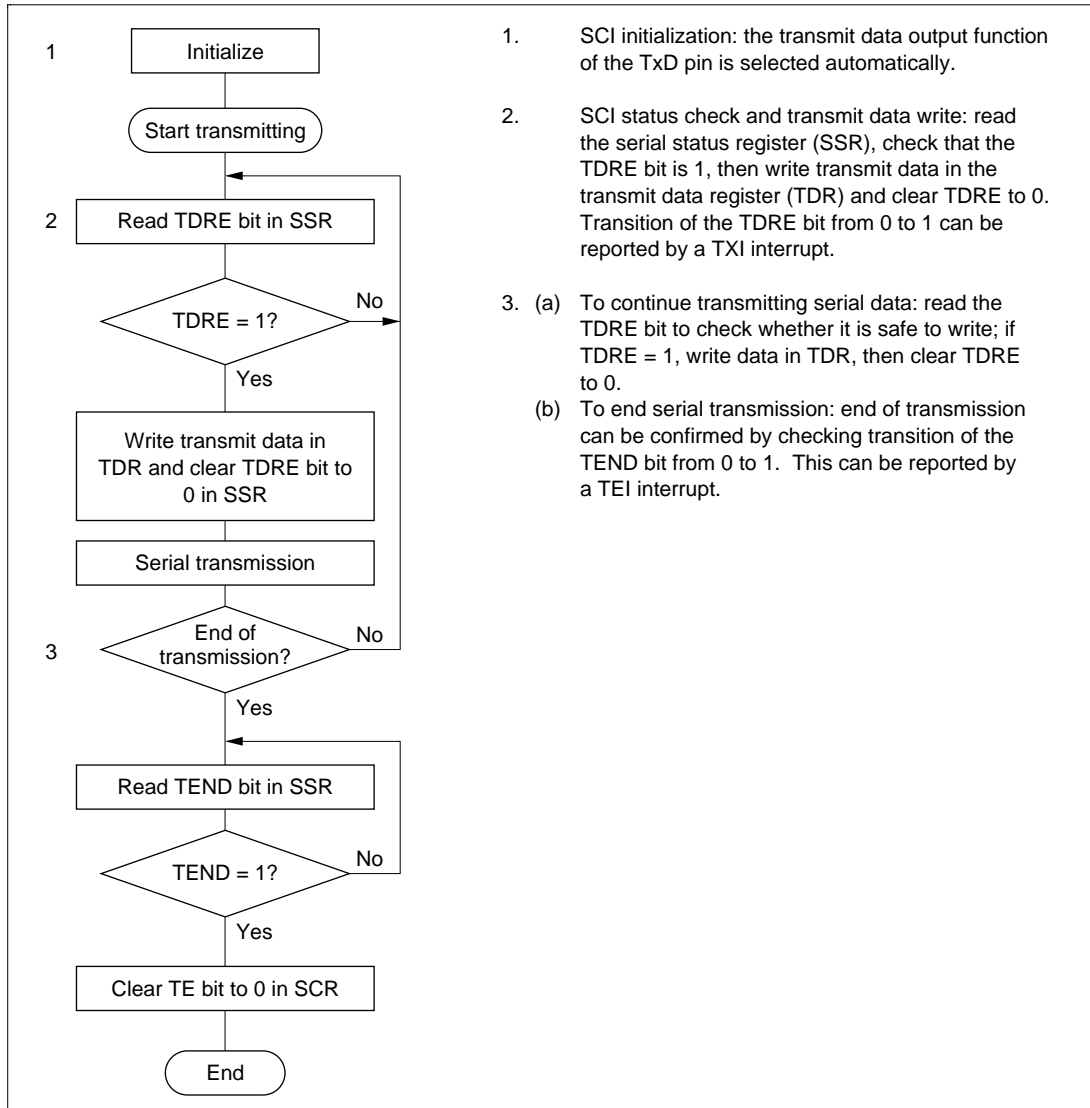 1
Initialize
Start transmitting
2
Read TDRE bit in SSR
TDRE = 1?
No
Yes
Write transmit data in
TDR and clear TDRE bit to
0 in SSR
Serial transmission
3
End of
transmission?
No
Yes
Read TEND bit in SSR
TEND = 1?
No
Yes
Clear TE bit to 0 in SCR
End
1. SCI initialization: the transmit data output function
of the TxD pin is selected automatically.
2. SCI status check and transmit data write: read
the serial status register (SSR), check that the
TDRE bit is 1, then write transmit data in the
transmit data register (TDR) and clear TDRE to 0.
Transition of the TDRE bit from 0 to 1 can be
reported by a TXI interrupt.
3. (a) To continue transmitting serial data: read the
TDRE bit to check whether it is safe to write; if
TDRE = 1, write data in TDR, then clear TDRE
to 0.
(b) To end serial transmission: end of transmission
can be confirmed by checking transition of the
TEND bit from 0 to 1. This can be reported by
a TEI interrupt.